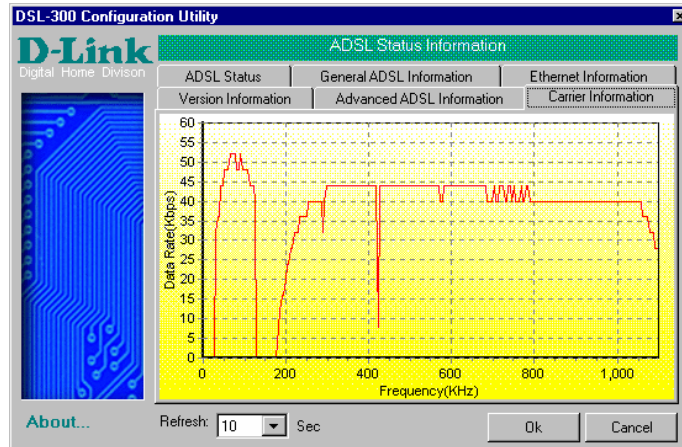 DSL-300 Configuration Utility
D-Link
Digital Home Divison
ADSL Status Information
ADSL Status
General ADSL Information
Ethernet Information
Version Information
Advanced ADSL Information
Carrier Information
Data Rate(Kbps)
60
55
50
45
40
35
30
25
20
15
10
5
0
0 200 400 600 800 1,000
Frequency(KHz)
About...
Refresh: 10 Sec
Ok
Cancel